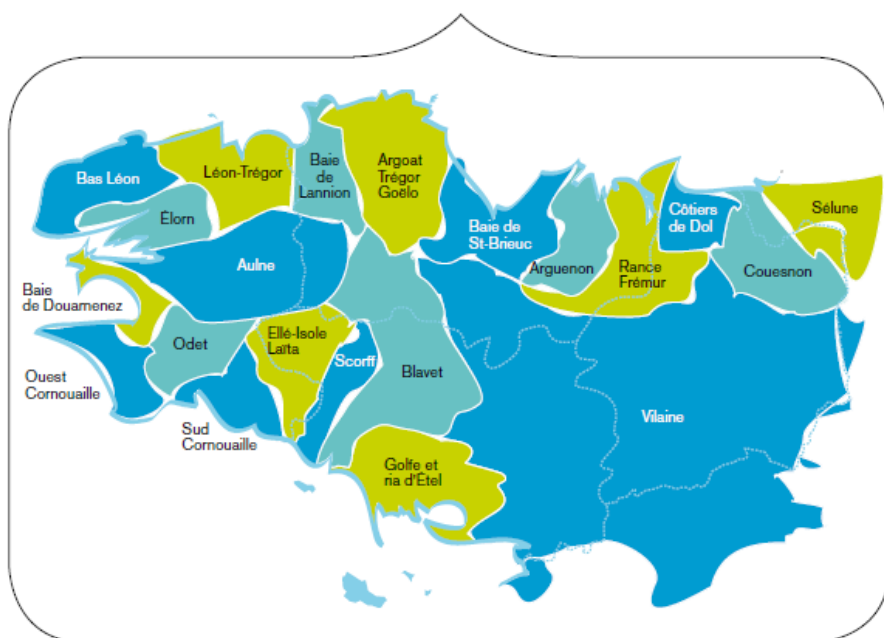 Bas Léon
Léon-Trégor
Baie
de
Lannion
Argoat
Trégor
Goëlo
Élorn
Aulne
Baie de
St-Brieuc
Arguenon
Rance
Frémur
Côtiers
de Dol
Sélune
Couesnon
Baie
de Douarnenez
Odet
Ellé-Isole
Laïta
Scorff
Blavet
Ouest
Cornouaille
Sud
Cornouaille
Vilaine
Golfe et
ria d'Étel